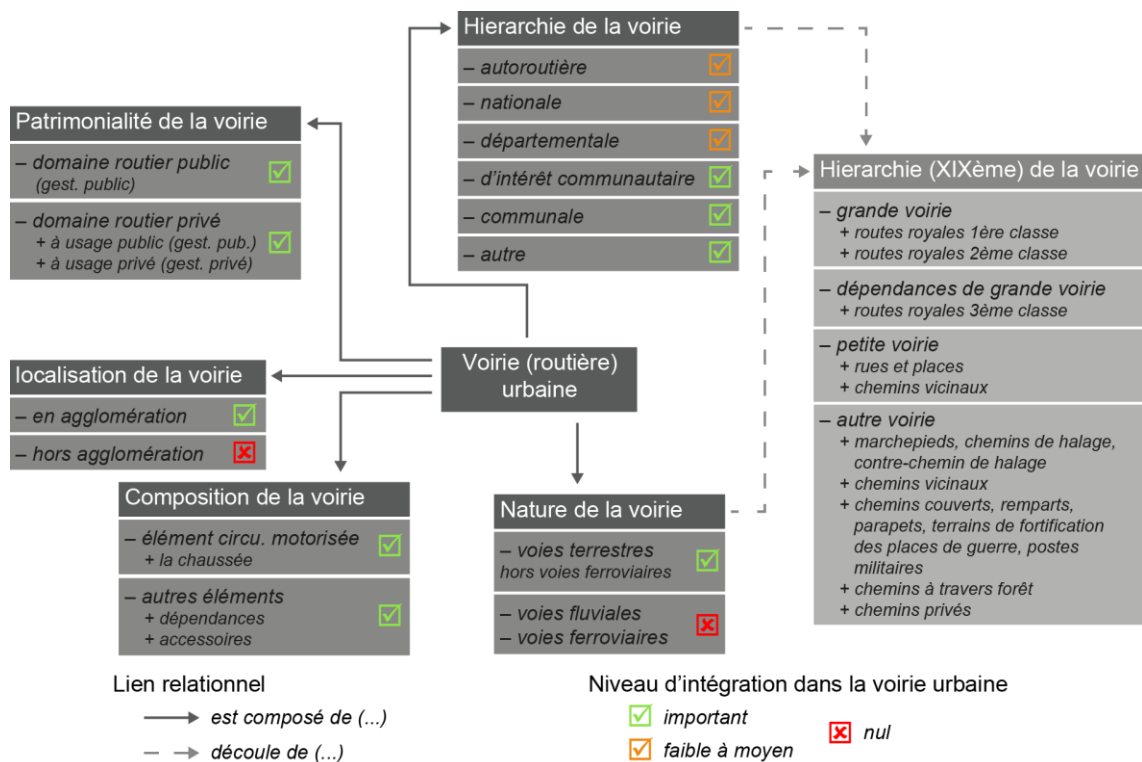 Hierarchie de la voirie
– autoroutière
– nationale
– départementale
– d'intérêt communautaire
– communale
– autre
Patrimonialité de la voirie
– domaine routier public
(gest. public)
– domaine routier privé
+ à usage public (gest. pub.)
+ à usage privé (gest. privé)
Hierarchie (XIXème) de la voirie
– grande voirie
+ routes royales 1ère classe
+ routes royales 2ème classe
– dépendances de grande voirie
+ routes royales 3ème classe
– petite voirie
+ rues et places
+ chemins vicinaux
– autre voirie
+ marchepieds, chemins de halage,
contre-chemin de halage
+ chemins vicinaux
+ chemins couverts, remparts,
parapets, terrains de fortification
des places de guerre, postes
militaires
+ chemins à travers forêt
+ chemins privés
Voirie (routière)
urbaine
localisation de la voirie
– en agglomération
– hors agglomération
Composition de la voirie
– élément circu. motorisée
+ la chaussée
– autres éléments
+ dépendances
+ accessoires
Nature de la voirie
– voies terrestres
hors voies ferroviaires
– voies fluviales
– voies ferroviaires
Lien relationnel
est composé de (...)
découle de (...)
Niveau d'intégration dans la voirie urbaine
important
faible à moyen
nul